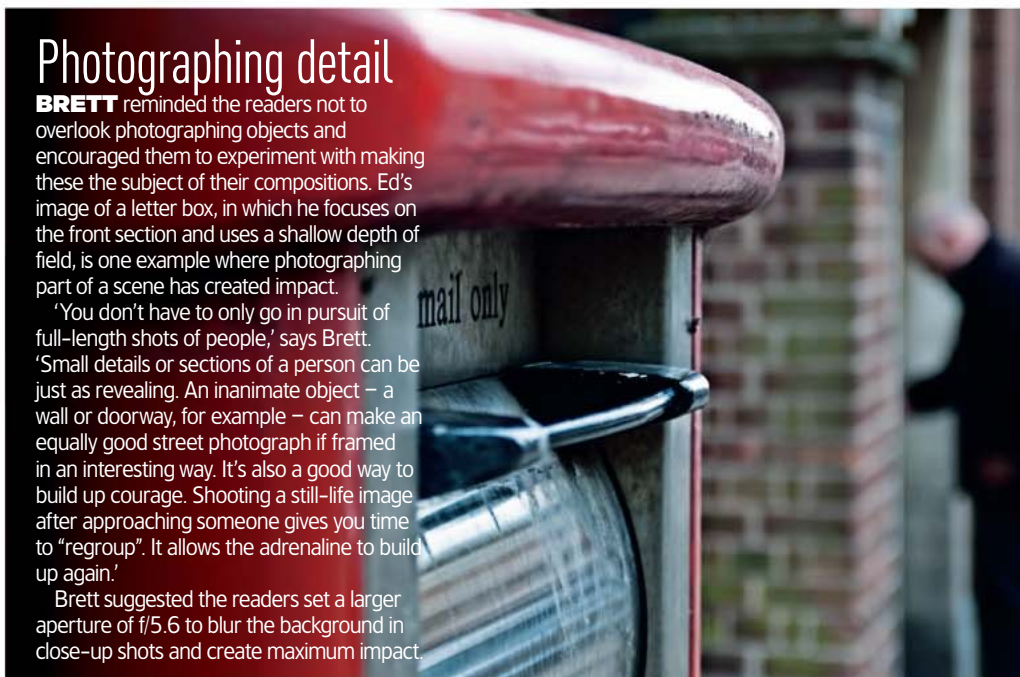 Photographing detail
BRETT reminded the readers not to
overlook photographing objects and
encouraged them to experiment with making
these the subject of their compositions. Ed’s
image of a letter box, in which he focuses on
the front section and uses a shallow depth of
field, is one example where photographing
part of a scene has created impact.
‘You don’t have to only go in pursuit of
full-length shots of people,’ says Brett.
‘Small details or sections of a person can be
just as revealing. An inanimate object – a
wall or doorway, for example – can make an
equally good street photograph if framed
in an interesting way. It’s also a good way to
build up courage. Shooting a still-life image
after approaching someone gives you time
to “regroup”. It allows the adrenaline to build
up again.’
Brett suggested the readers set a larger
aperture of f/5.6 to blur the background in
close-up shots and create maximum impact.
mail only